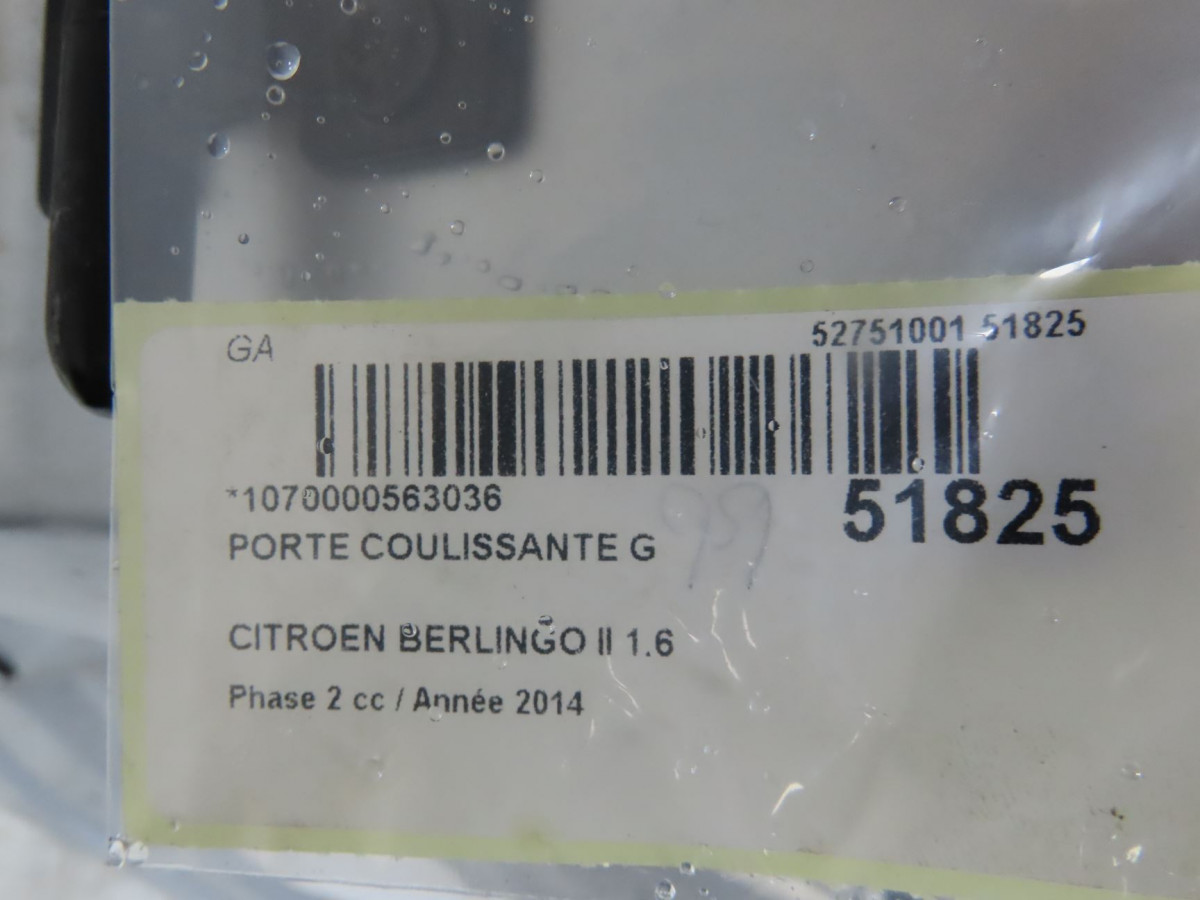 GA
52751001 51825
*1070000563036
51825
PORTE COULISSANTE G
CITROEN BERLINGO II 1.6
Phase 2 cc / Année 2014